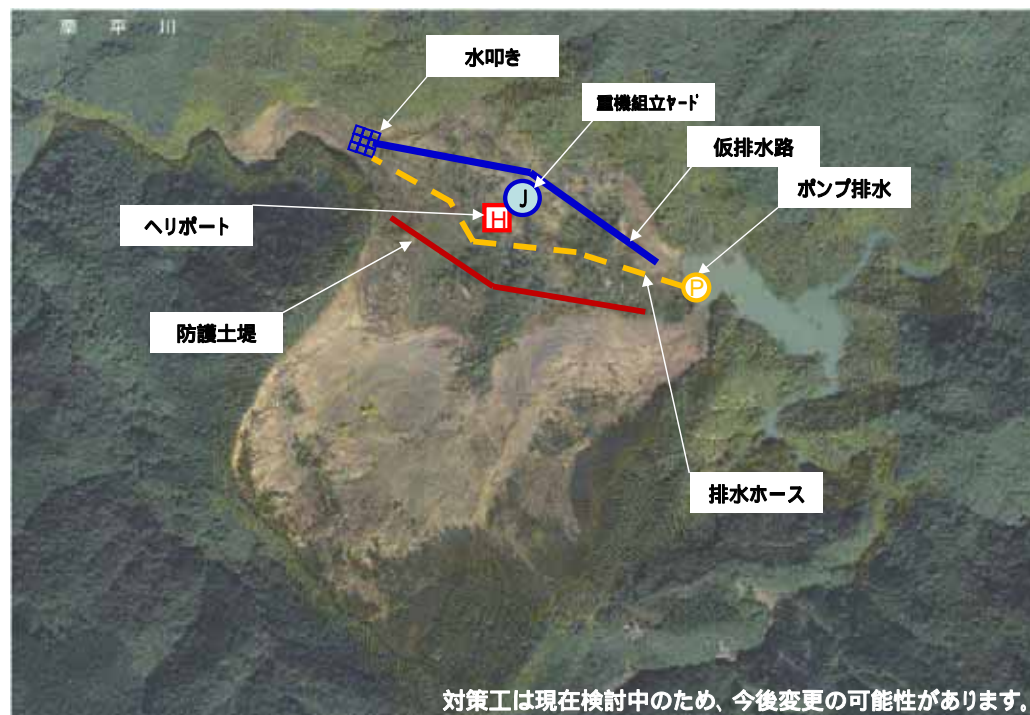 栗 平 川
水叩き
重機組立ヤード
仮排水路
ポンプ排水
J
ヘリポート
H
P
防護土堤
排水ホース
対策工は現在検討中のため、今後変更の可能性があります。